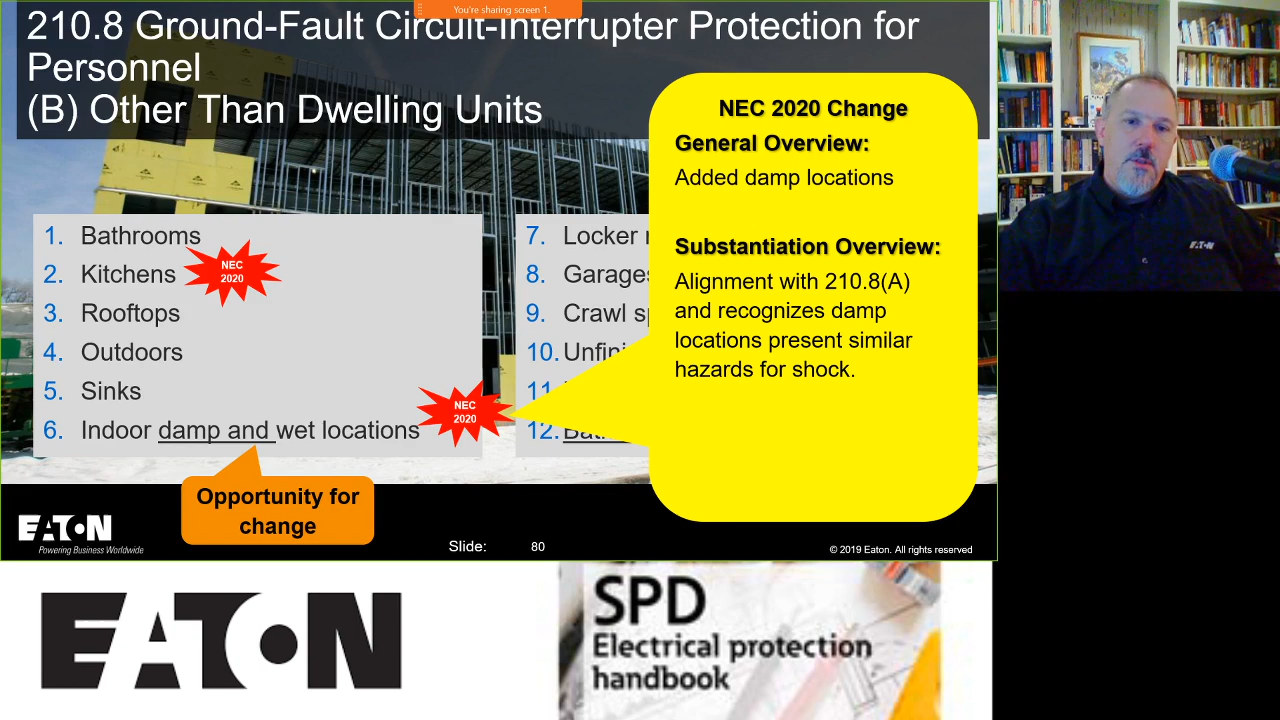 You're sharing screen 1.
210.8 Ground-Fault Circuit-Interrupter Protection for
Personnel
(B) Other Than Dwelling Units
1. Bathrooms
2. Kitchens
NEC
2020
3. Rooftops
4. Outdoors
5. Sinks
6. Indoor damp and wet locations
NEC
2020
7. Locker
8. Garages
9. Crawl
10.
11.
12.
NEC 2020 Change
General Overview:
Added damp locations
Substantiation Overview:
Alignment with 210.8(A)
and recognizes damp
locations present similar
hazards for shock.
Opportunity for
change
EATON
Powering Business Worldwide
Slide: 80
© 2019 Eaton. All rights reserved
EATON
EATON
SPD
Electrical protection
handbook